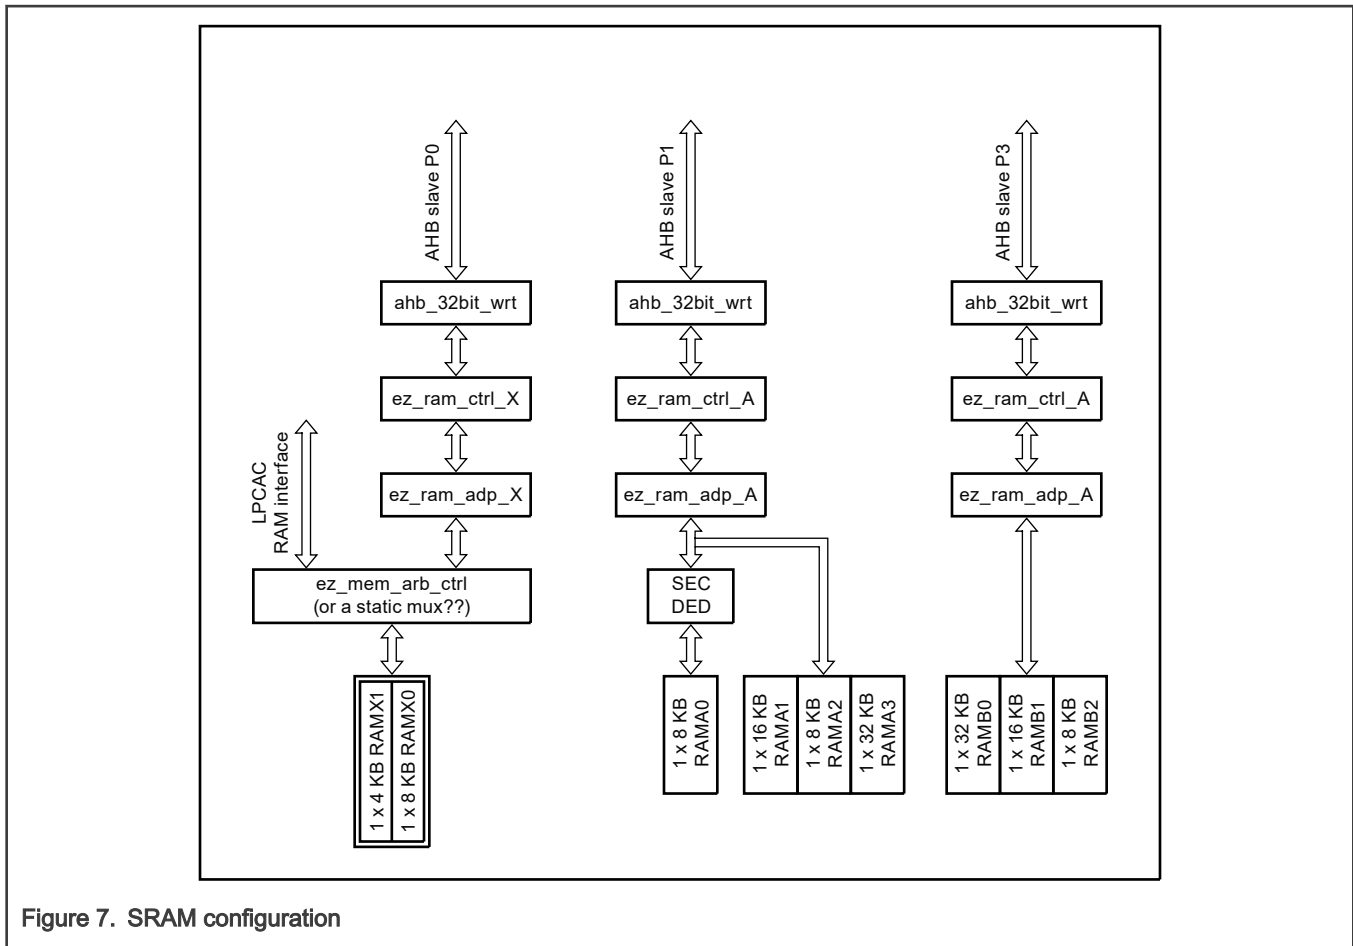 AHB slave P0
AHB slave P1
AHB slave P3
ahb_32bit_wrt
ahb_32bit_wrt
ahb_32bit_wrt
ez_ram_ctrl_X
ez_ram_ctrl_A
ez_ram_ctrl_A
LPCAC
RAM interface
ez_ram_adp_X
ez_ram_adp_A
ez_ram_adp_A
ez_mem_arb_ctrl
(or a static mux??)
SEC
DED
1 x 4 KB RAMX1
1 x 8 KB RAMX0
1 x 8 KB
RAMA0
1 x 16 KB
RAMA1
1 x 8 KB
RAMA2
1 x 32 KB
RAMA3
1 x 32 KB
RAMB0
1 x 16 KB
RAMB1
1 x 8 KB
RAMB2
Figure 7. SRAM configuration